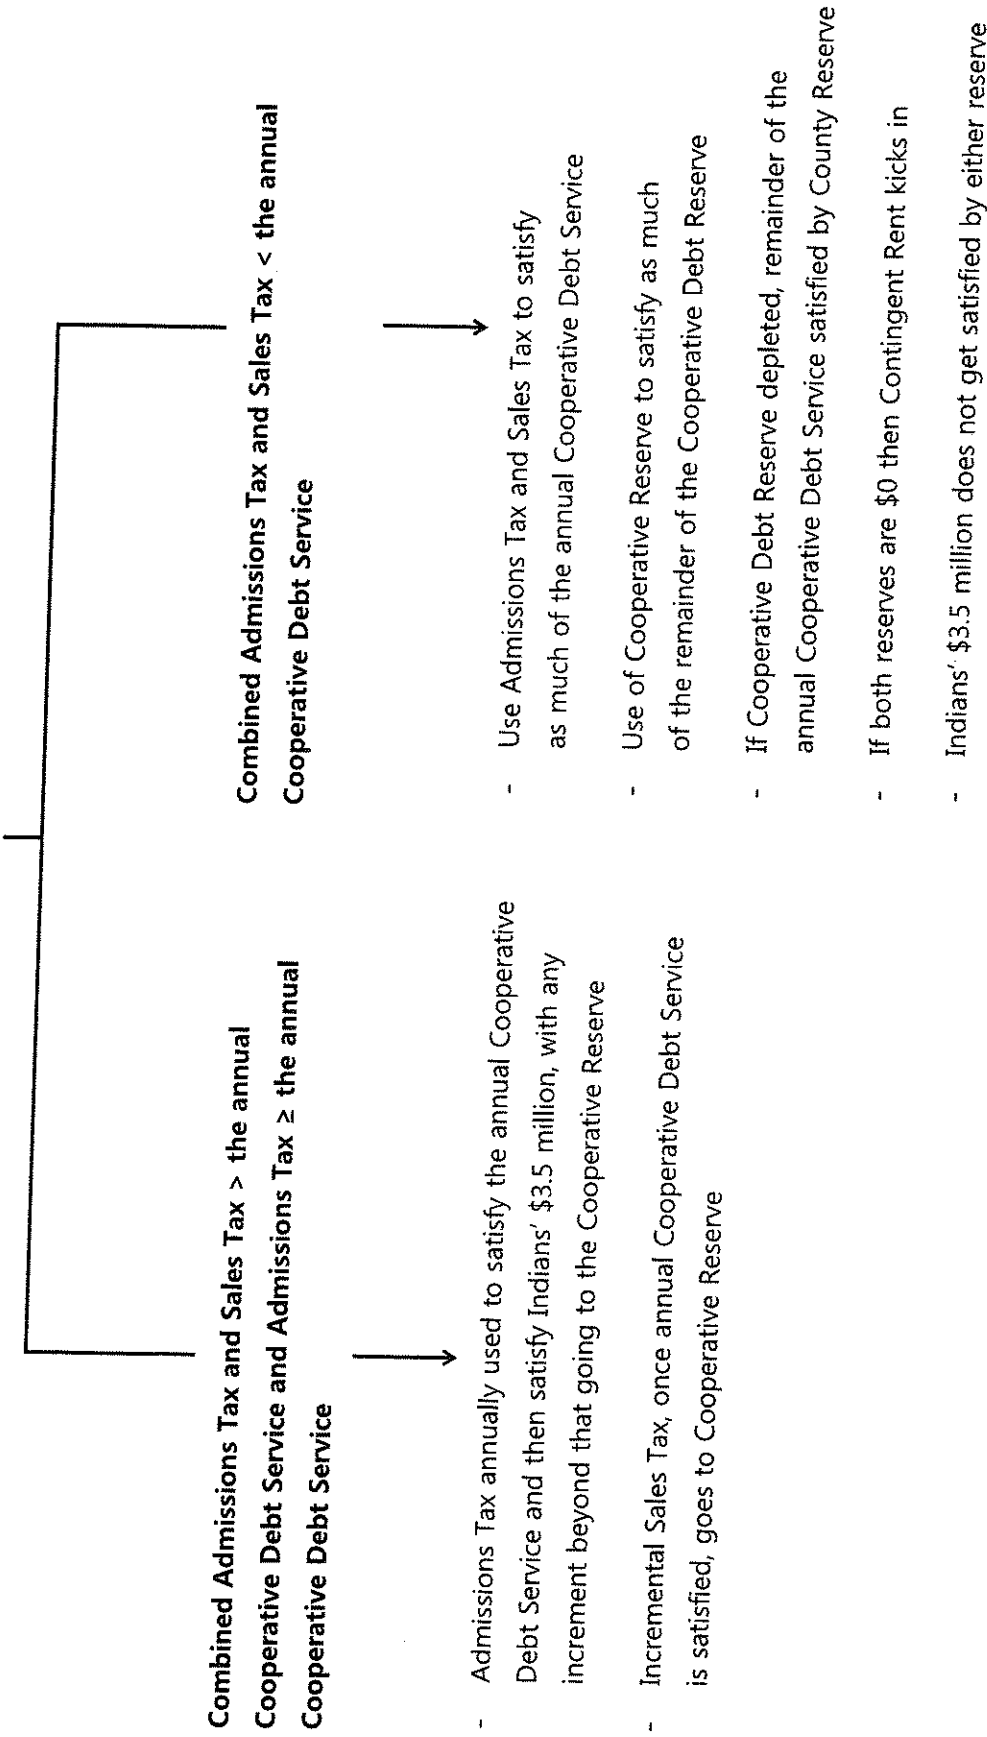 Combined Admissions Tax and Sales Tax > the annual
Cooperative Debt Service and Admissions Tax ≥ the annual
Cooperative Debt Service
- Admissions Tax annually used to satisfy the annual Cooperative
Debt Service and then satisfy Indians' $3.5 million, with any
increment beyond that going to the Cooperative Reserve
- Incremental Sales Tax, once annual Cooperative Debt Service
is satisfied, goes to Cooperative Reserve
Combined Admissions Tax and Sales Tax < the annual
Cooperative Debt Service
- Use Admissions Tax and Sales Tax to satisfy
as much of the annual Cooperative Debt Service
- Use of Cooperative Reserve to satisfy as much
of the remainder of the Cooperative Debt Reserve
- If Cooperative Debt Reserve depleted, remainder of the
annual Cooperative Debt Service satisfied by County Reserve
- If both reserves are $0 then Contingent Rent kicks in
- Indians' $3.5 million does not get satisfied by either reserve